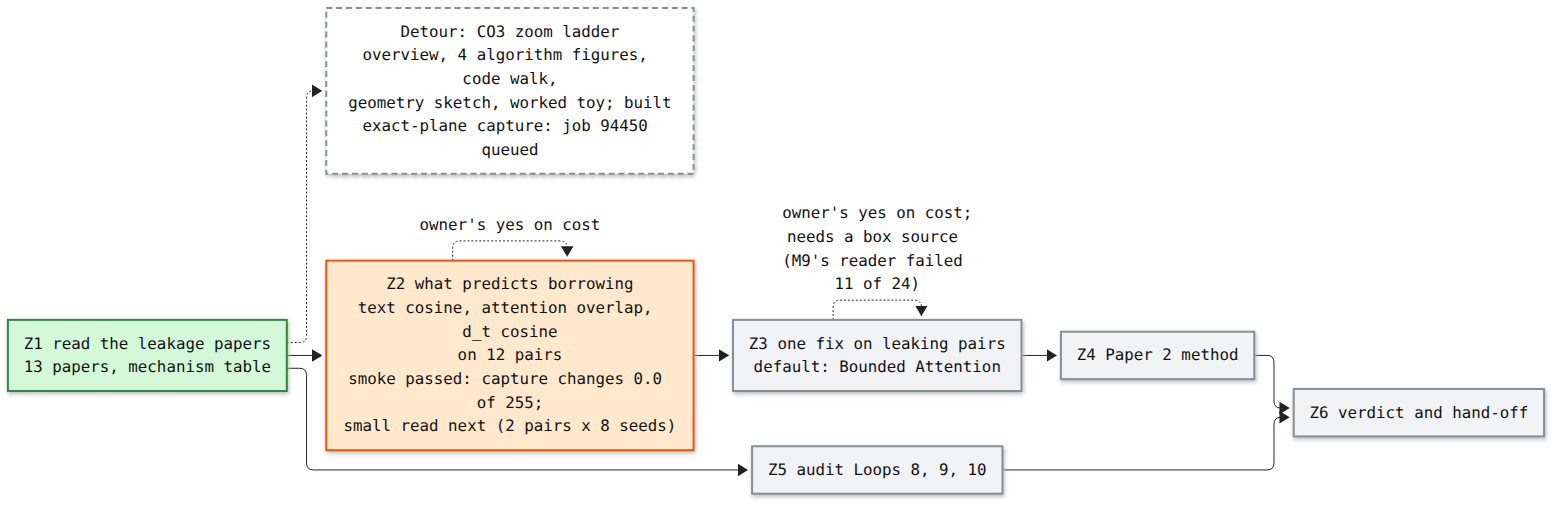 Detour: CO3 zoom ladder
overview, 4 algorithm figures,
code walk,
geometry sketch, worked toy; built
exact-plane capture: job 94450
queued
owner's yes on cost
owner's yes on cost;
needs a box source
(M9's reader failed
11 of 24)
Z1 read the leakage papers
13 papers, mechanism table
Z2 what predicts borrowing
text cosine, attention overlap,
d_t cosine
on 12 pairs
smoke passed: capture changes 0.0
of 255;
small read next (2 pairs x 8 seeds)
Z3 one fix on leaking pairs
default: Bounded Attention
Z4 Paper 2 method
Z5 audit Loops 8, 9, 10
Z6 verdict and hand-off